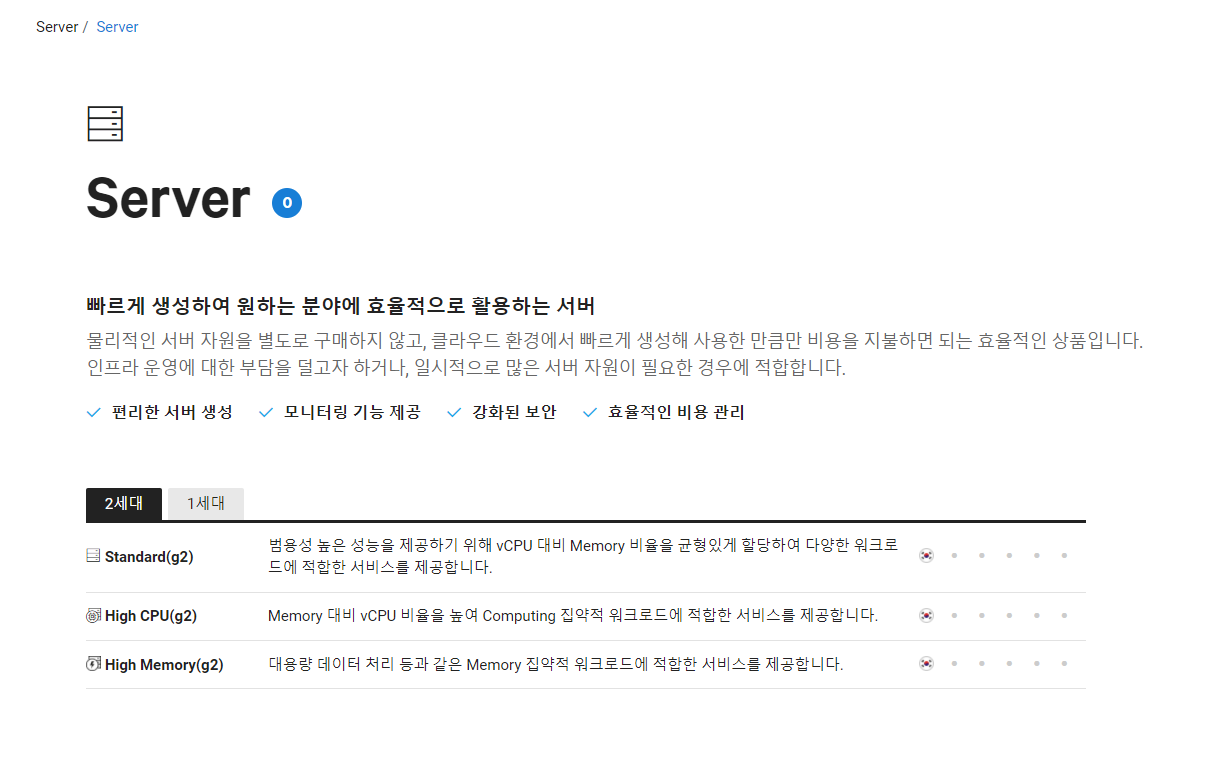 Server / Server
Server 0
빠르게 생성하여 원하는 분야에 효율적으로 활용하는 서버
물리적인 서버 자원을 별도로 구매하지 않고, 클라우드 환경에서 빠르게 생성해 사용한 만큼만 비용을 지불하면 되는 효율적인 상품입니다.
인프라 운영에 대한 부담을 덜고자 하거나, 일시적으로 많은 서버 자원이 필요한 경우에 적합합니다.
편리한 서버 생성 모니터링 기능 제공 강화된 보안 효율적인 비용 관리
2세대 1세대
Standard(g2) 범용성 높은 성능을 제공하기 위해 vCPU 대비 Memory 비율을 균형있게 할당하여 다양한 워크로
드에 적합한 서비스를 제공합니다.
High CPU(g2) Memory 대비 vCPU 비율을 높여 Computing 집약적 워크로드에 적합한 서비스를 제공합니다.
High Memory(g2) 대용량 데이터 처리 등과 같은 Memory 집약적 워크로드에 적합한 서비스를 제공합니다.